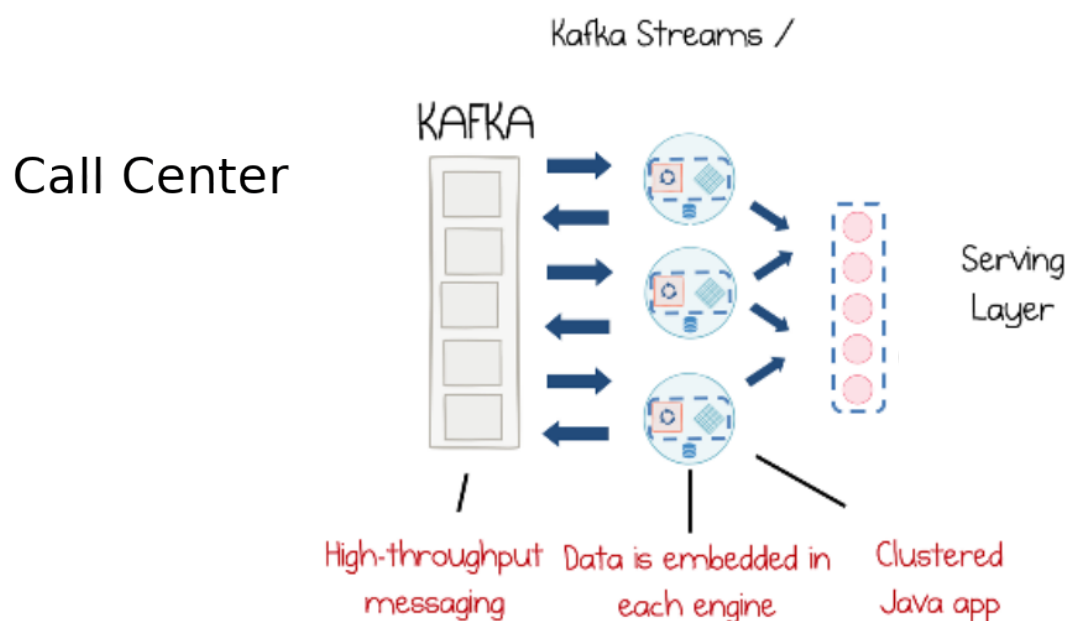 Kafka Streams /
KAFKA
Call Center
Serving
Layer
High-throughput
messaging
Data is embedded in
each engine
Clustered
Java app